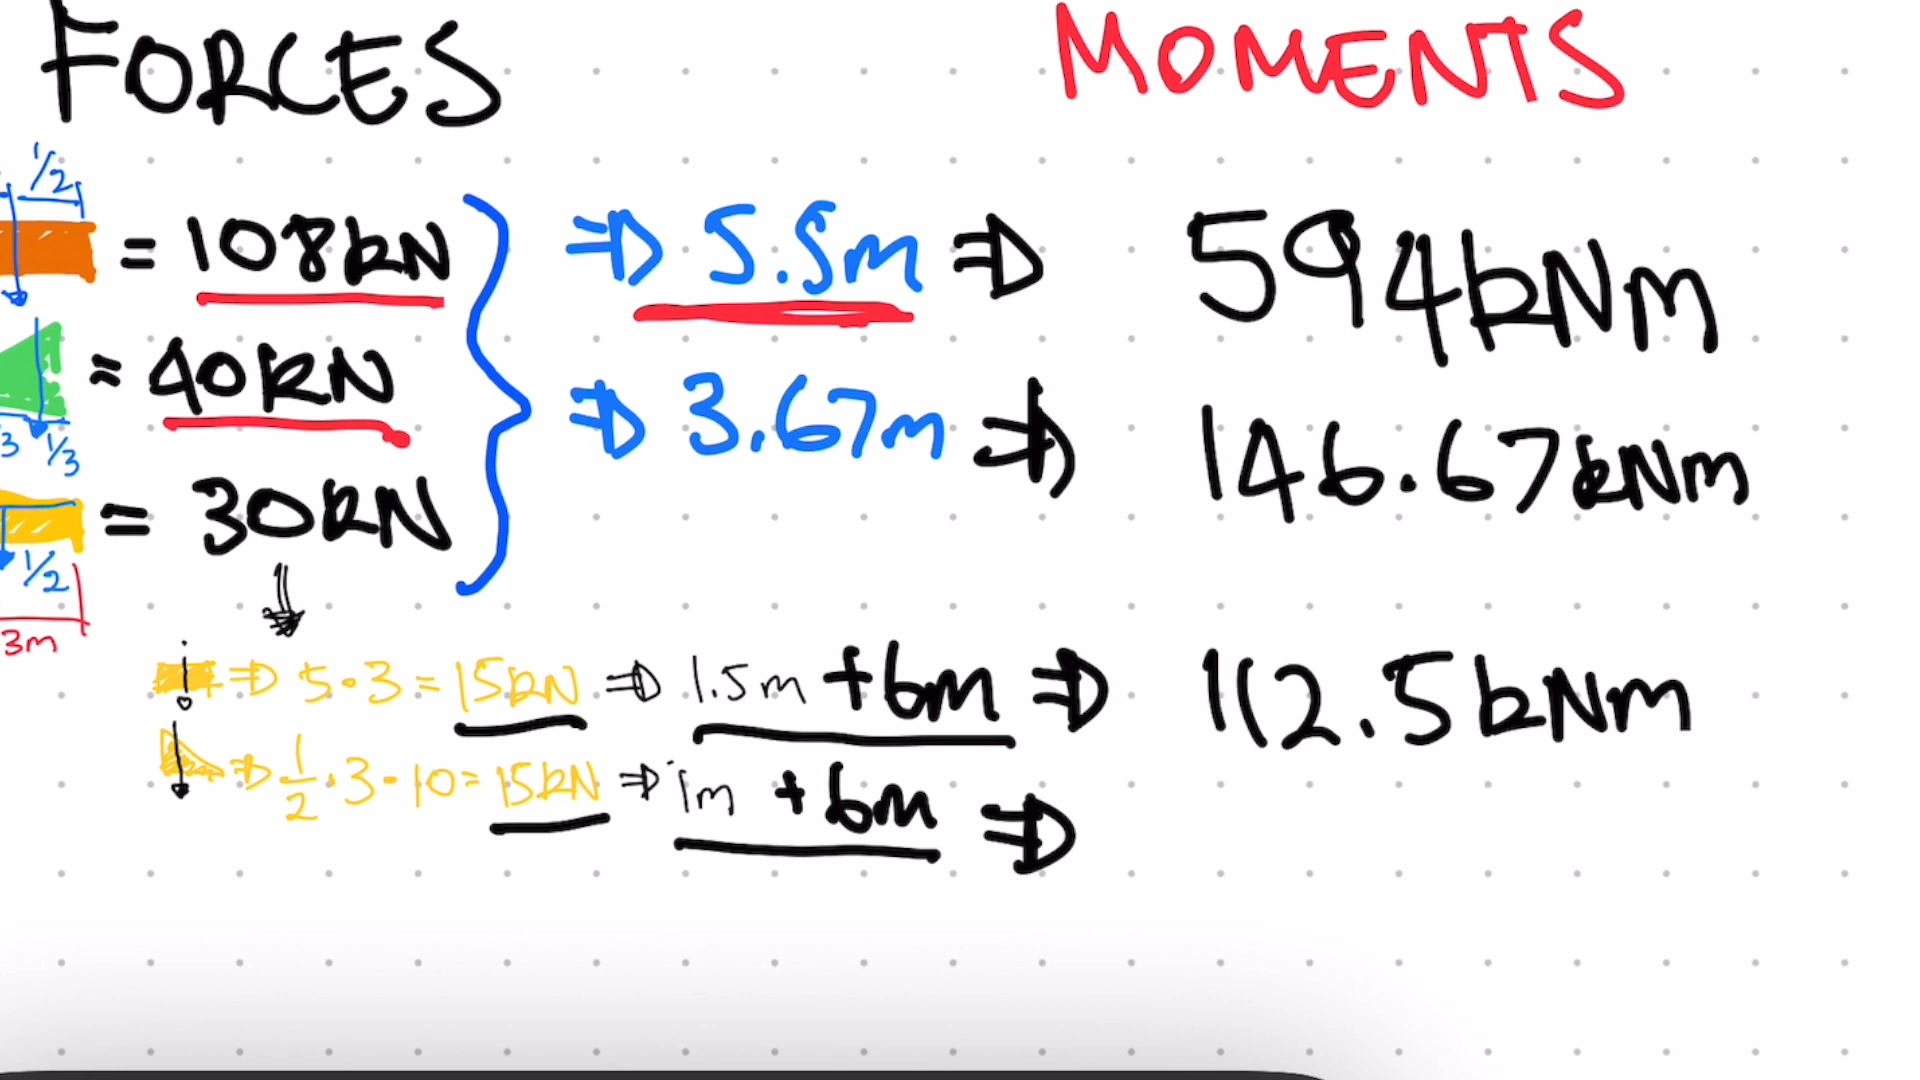 FORCES MOMENTS
1/2
= 108kN ⇒ 5.5m ⇒ 594kNm
= 40kN ⇒ 3.67m ⇒ 146.67kNm
3 1/3
= 30kN
1/2
3m
⇒ 5·3 = 15kN ⇒ 1.5m + 6m ⇒ 112.5kNm
⇒ 1/2·3·10 = 15kN ⇒ 1m + 6m ⇒